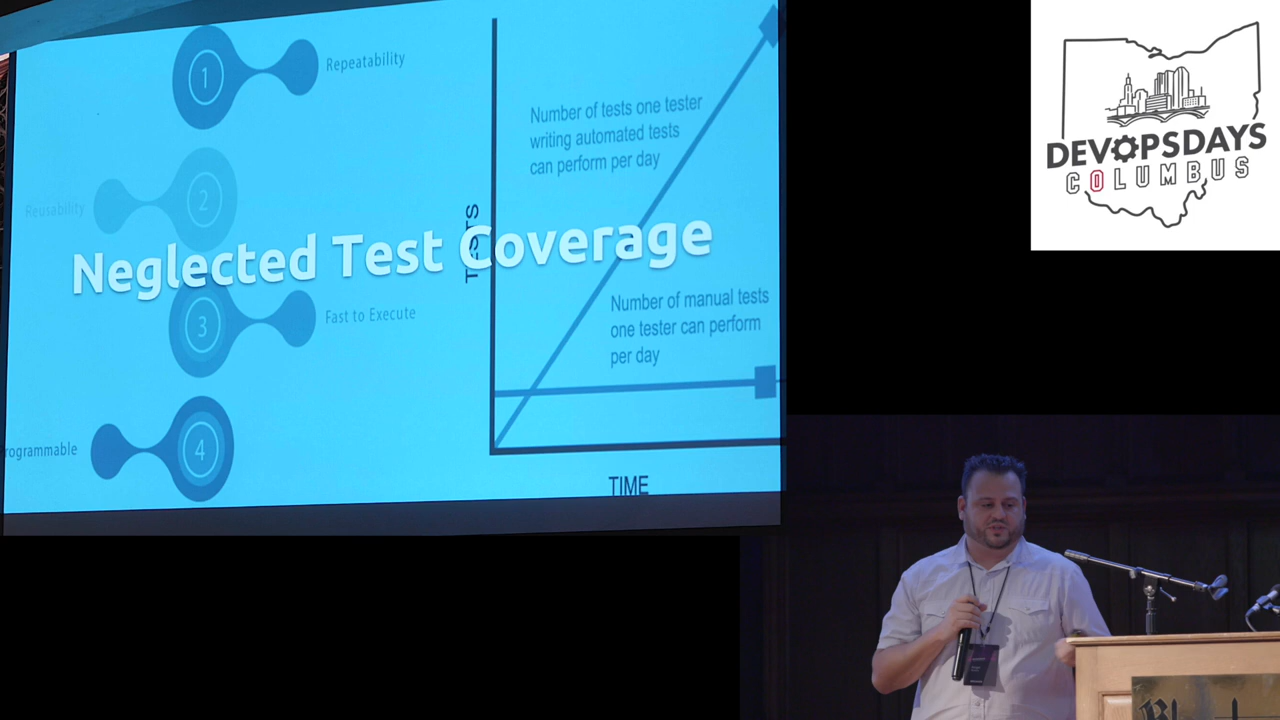 1
Repeatability
2
Reusability
3
Fast to Execute
4
rogrammable
Neglected Test Coverage
TESTS
Number of tests one tester
writing automated tests
can perform per day
Number of manual tests
one tester can perform
per day
TIME
DEVOPSDAYS
COLUMBUS